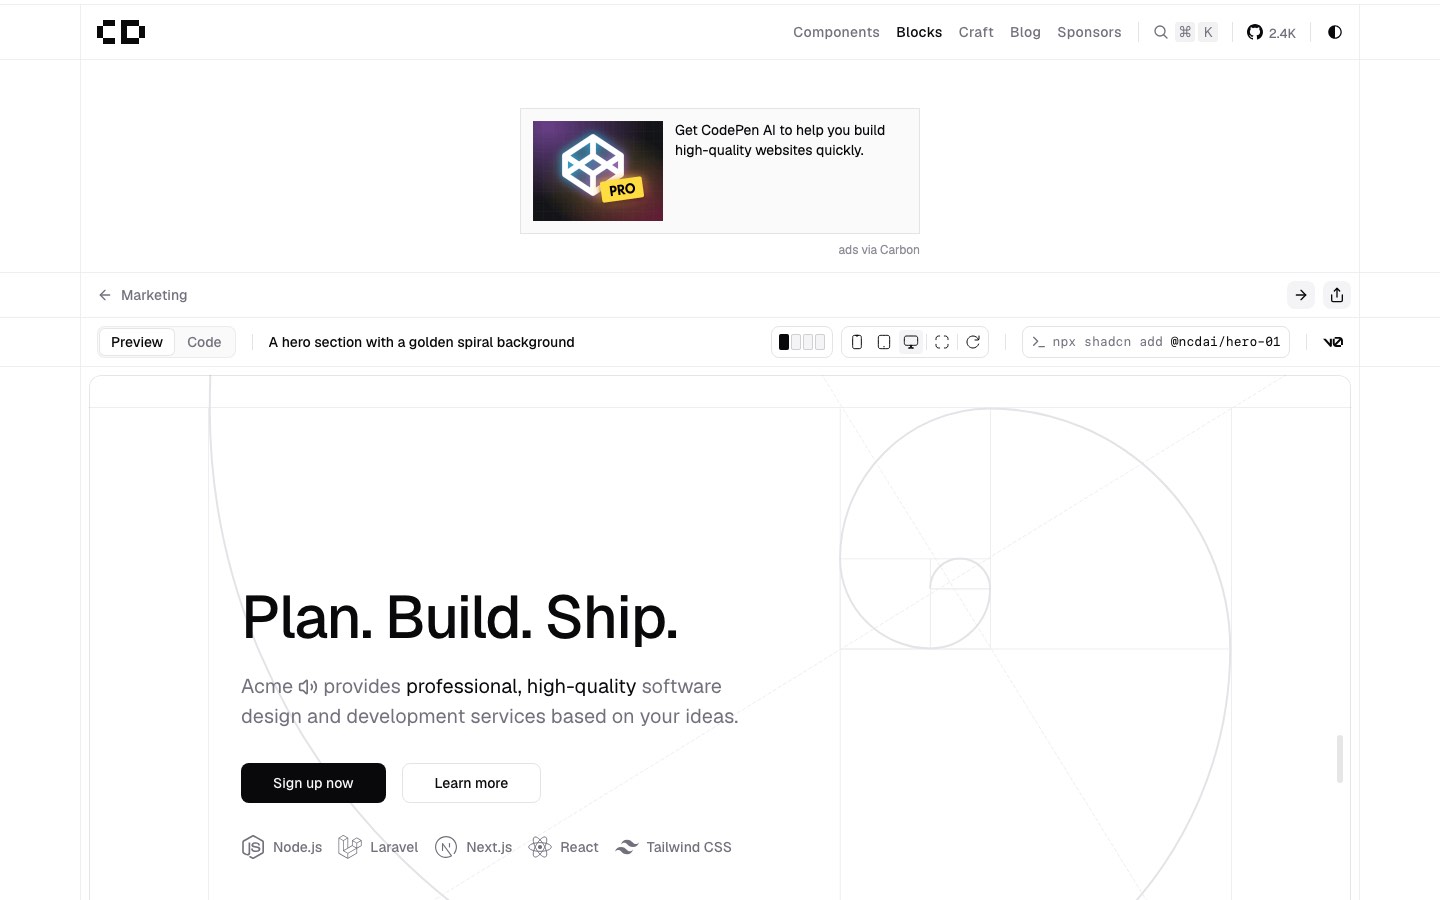 Components Blocks Craft Blog Sponsors ⌘ K 2.4K
Get CodePen AI to help you build
high-quality websites quickly.
PRO
ads via Carbon
Marketing
Preview Code A hero section with a golden spiral background npx shadcn add @ncdai/hero-01 v0
Plan. Build. Ship.
Acme provides professional, high-quality software
design and development services based on your ideas.
Sign up now Learn more
Node.js Laravel Next.js React Tailwind CSS